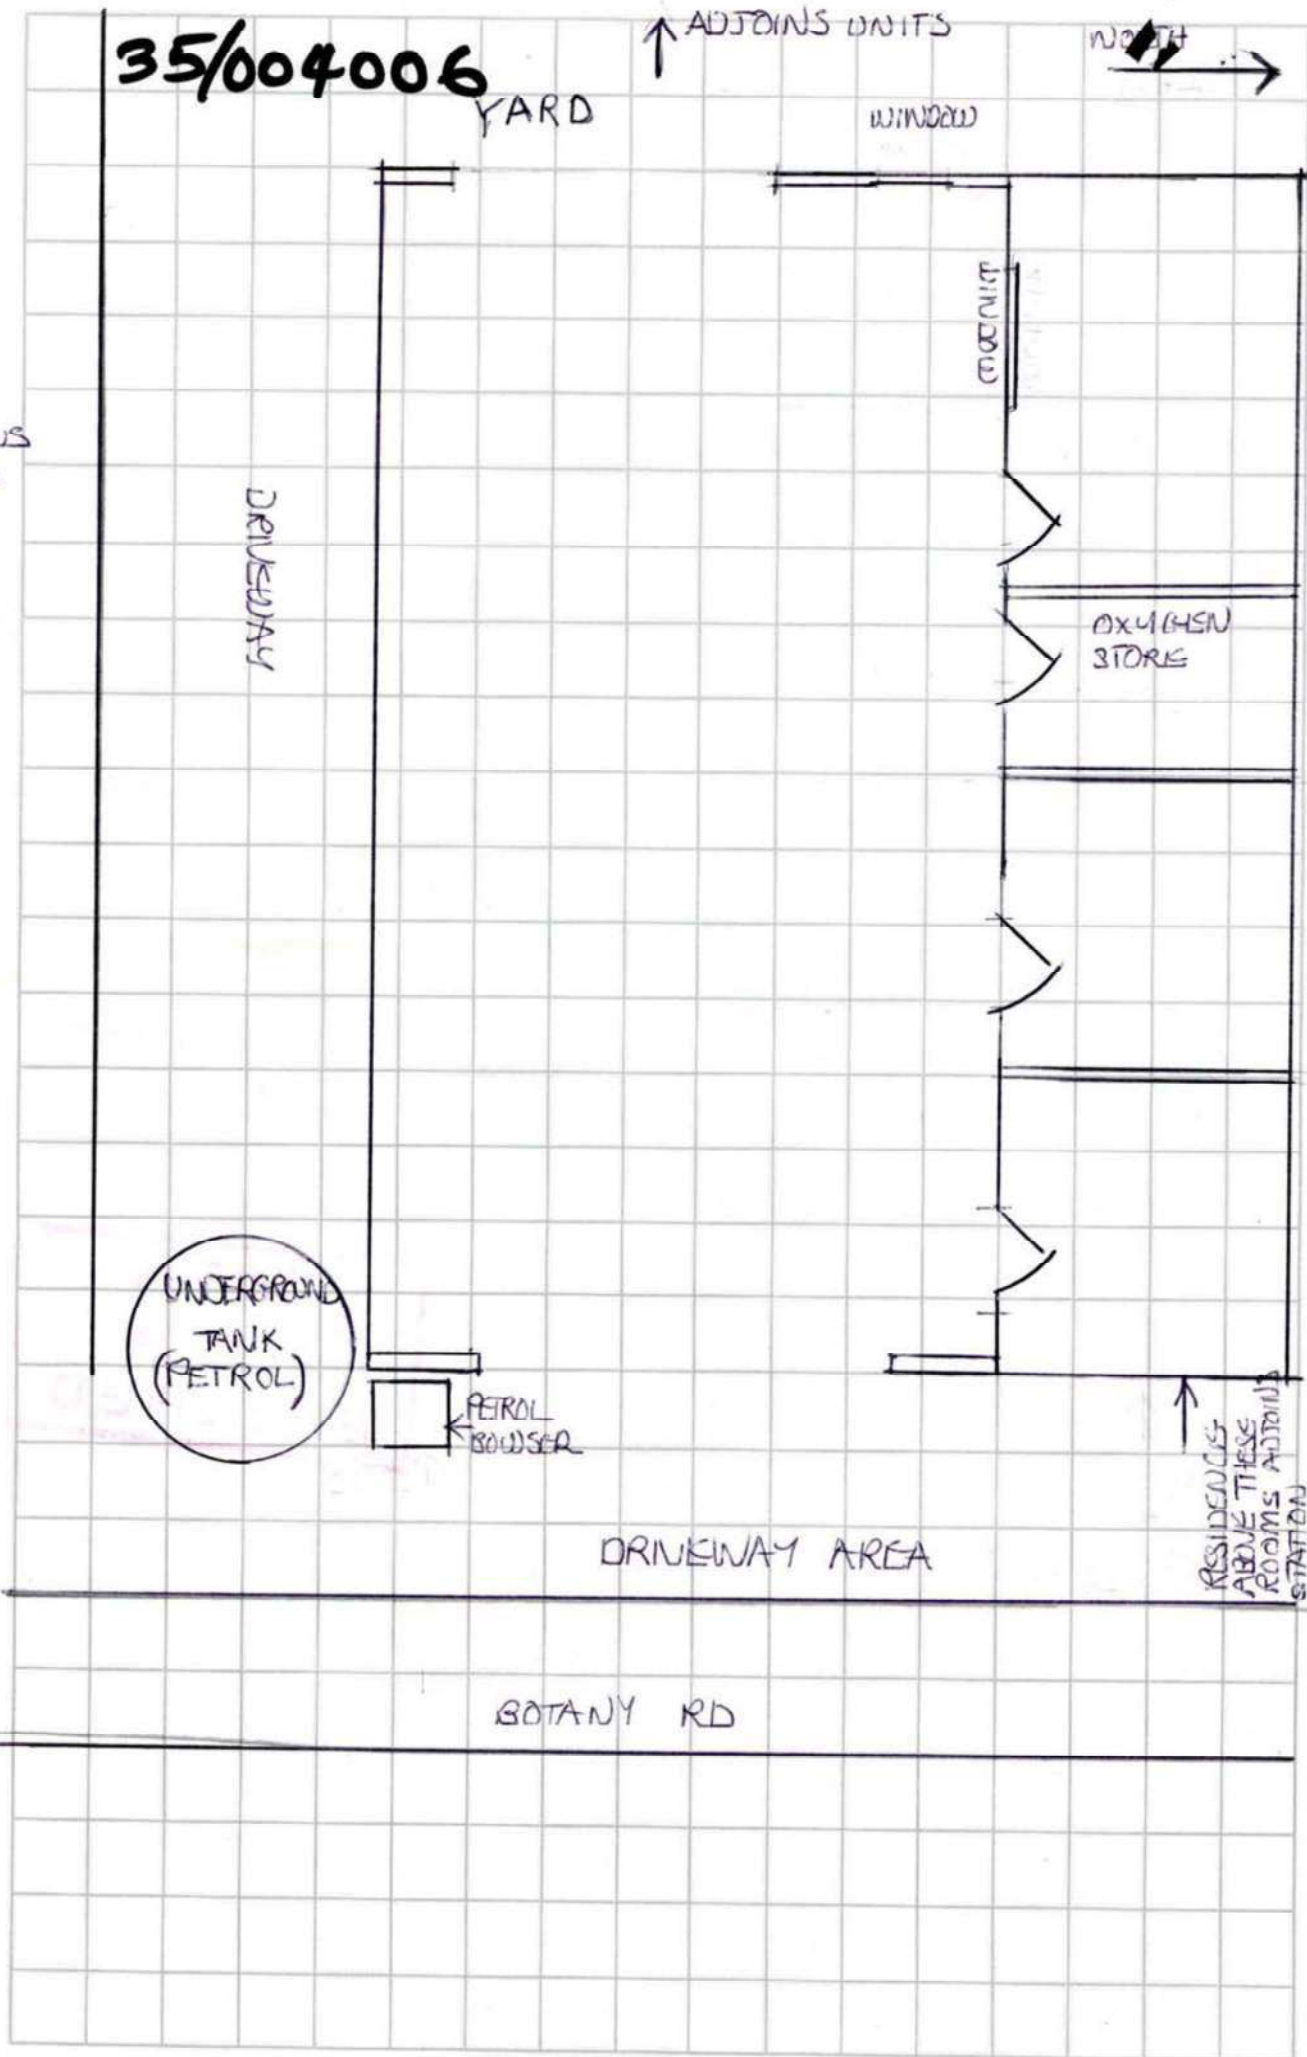 35/004006
↑ ADJOINS UNITS
NORTH
YARD
WINDOW
WINDOW
DRIVEWAY
OXYGEN
STORE
UNDERGROUND
TANK
(PETROL)
PETROL
BOWSER
RESIDENCES
ABOVE THESE
ROOMS ADJOINS
STATION
DRIVEWAY AREA
BOTANY RD